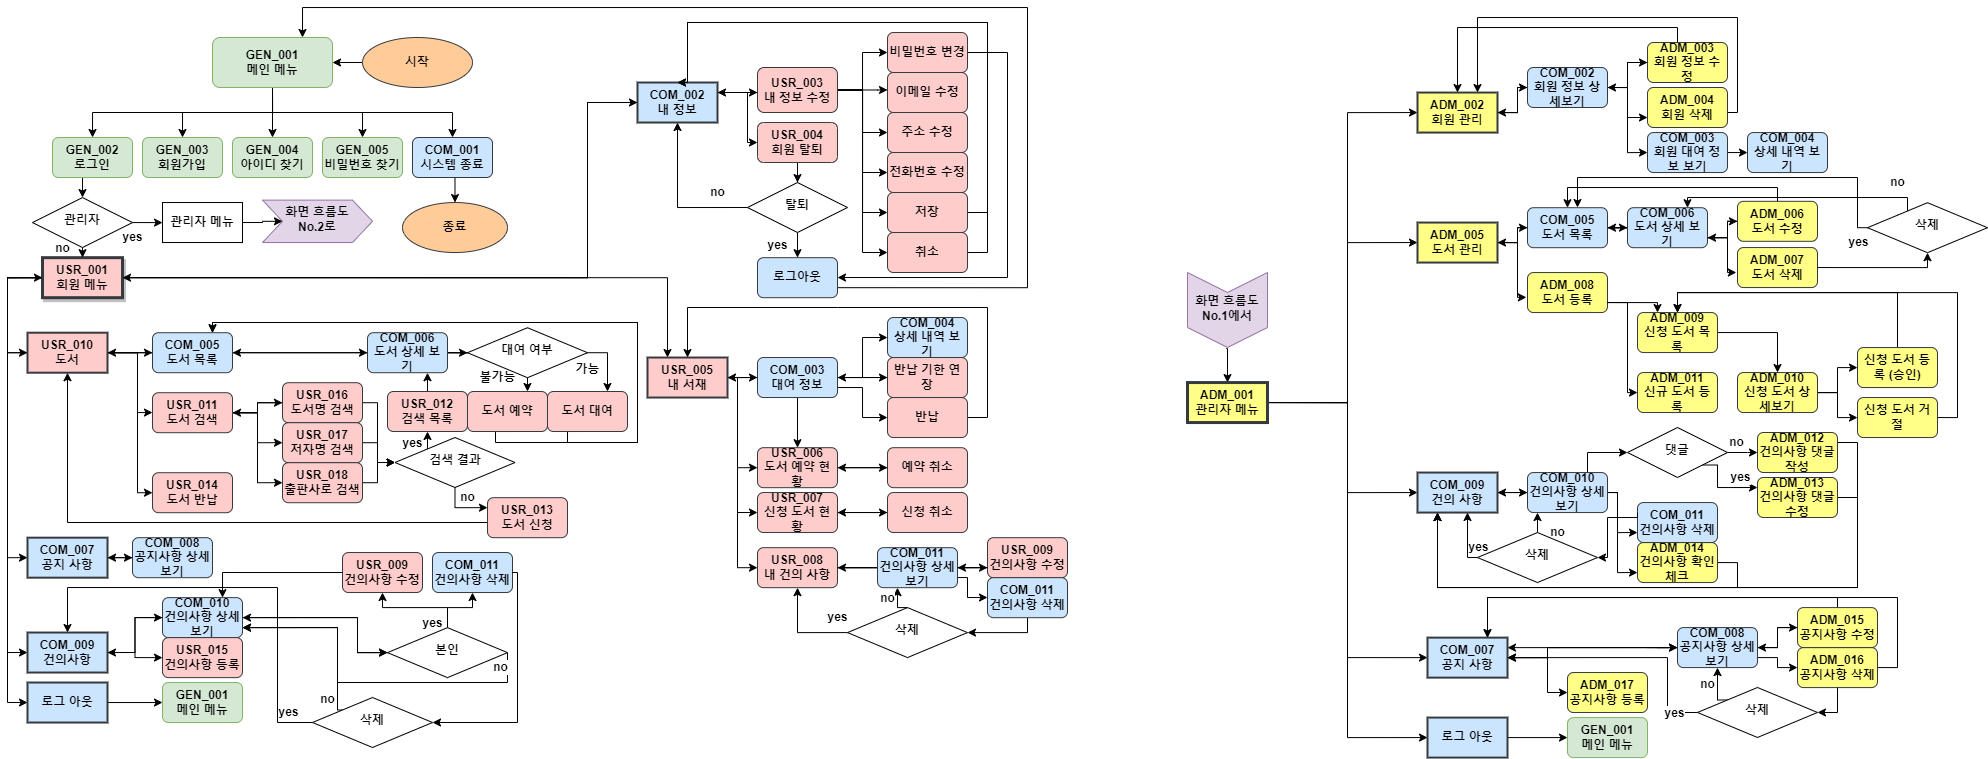 GEN_001
메인 메뉴
시작
GEN_002
로그인
GEN_003
회원가입
GEN_004
아이디 찾기
GEN_005
비밀번호 찾기
COM_001
시스템 종료
관리자
yes
no
관리자 메뉴
화면 흐름도
No.2로
종료
USR_001
회원 메뉴
USR_010
도서
COM_005
도서 목록
COM_006
도서 상세 보
기
대여 여부
불가능
가능
USR_011
도서 검색
USR_016
도서명 검색
USR_017
저자명 검색
USR_018
출판사로 검색
USR_012
검색 목록
도서 예약
도서 대여
yes
검색 결과
no
USR_014
도서 반납
USR_013
도서 신청
COM_007
공지 사항
COM_008
공지사항 상세
보기
USR_009
건의사항 수정
COM_011
건의사항 삭제
COM_010
건의사항 상세
보기
COM_009
건의사항
USR_015
건의사항 등록
yes
본인
no
로그 아웃
GEN_001
메인 메뉴
no
yes
삭제
COM_002
내 정보
USR_003
내 정보 수정
USR_004
회원 탈퇴
비밀번호 변경
이메일 수정
주소 수정
전화번호 수정
저장
취소
no
탈퇴
yes
로그아웃
USR_005
내 서재
COM_003
대여 정보
COM_004
상세 내역 보
기
반납 기한 연
장
반납
USR_006
도서 예약 현
황
예약 취소
USR_007
신청 도서 현
황
신청 취소
USR_008
내 건의 사항
COM_011
건의사항 상세
보기
USR_009
건의사항 수정
COM_011
건의사항 삭제
no
yes
삭제
화면 흐름도
No.1에서
ADM_001
관리자 메뉴
ADM_002
회원 관리
COM_002
회원 정보 상
세보기
ADM_003
회원 정보 수
정
ADM_004
회원 삭제
COM_003
회원 대여 정
보 보기
COM_004
상세 내역 보
기
ADM_005
도서 관리
COM_005
도서 목록
COM_006
도서 상세 보
기
ADM_006
도서 수정
ADM_007
도서 삭제
no
삭제
yes
ADM_008
도서 등록
ADM_009
신청 도서 목
록
ADM_011
신규 도서 등
록
ADM_010
신청 도서 상
세보기
신청 도서 등
록 (승인)
신청 도서 거
절
COM_009
건의 사항
COM_010
건의사항 상세
보기
댓글
no
yes
ADM_012
건의사항 댓글
작성
ADM_013
건의사항 댓글
수정
COM_011
건의사항 삭제
ADM_014
건의사항 확인
체크
yes
no
삭제
COM_007
공지 사항
COM_008
공지사항 상세
보기
ADM_015
공지사항 수정
ADM_016
공지사항 삭제
ADM_017
공지사항 등록
no
yes
삭제
로그 아웃
GEN_001
메인 메뉴